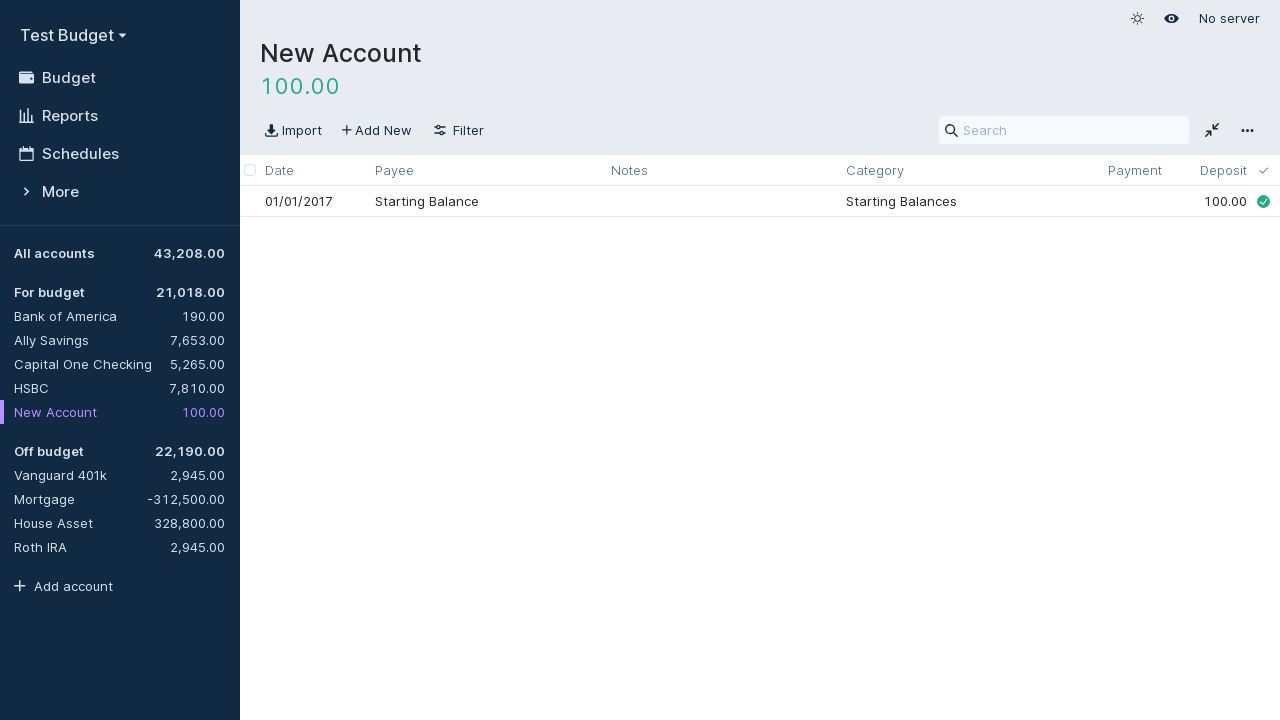 Test Budget
Budget
Reports
Schedules
More
All accounts 43,208.00
For budget 21,018.00
Bank of America 190.00
Ally Savings 7,653.00
Capital One Checking 5,265.00
HSBC 7,810.00
New Account 100.00
Off budget 22,190.00
Vanguard 401k 2,945.00
Mortgage -312,500.00
House Asset 328,800.00
Roth IRA 2,945.00
Add account
No server
New Account
100.00
Import Add New Filter Search
Date Payee Notes Category Payment Deposit
01/01/2017 Starting Balance Starting Balances 100.00